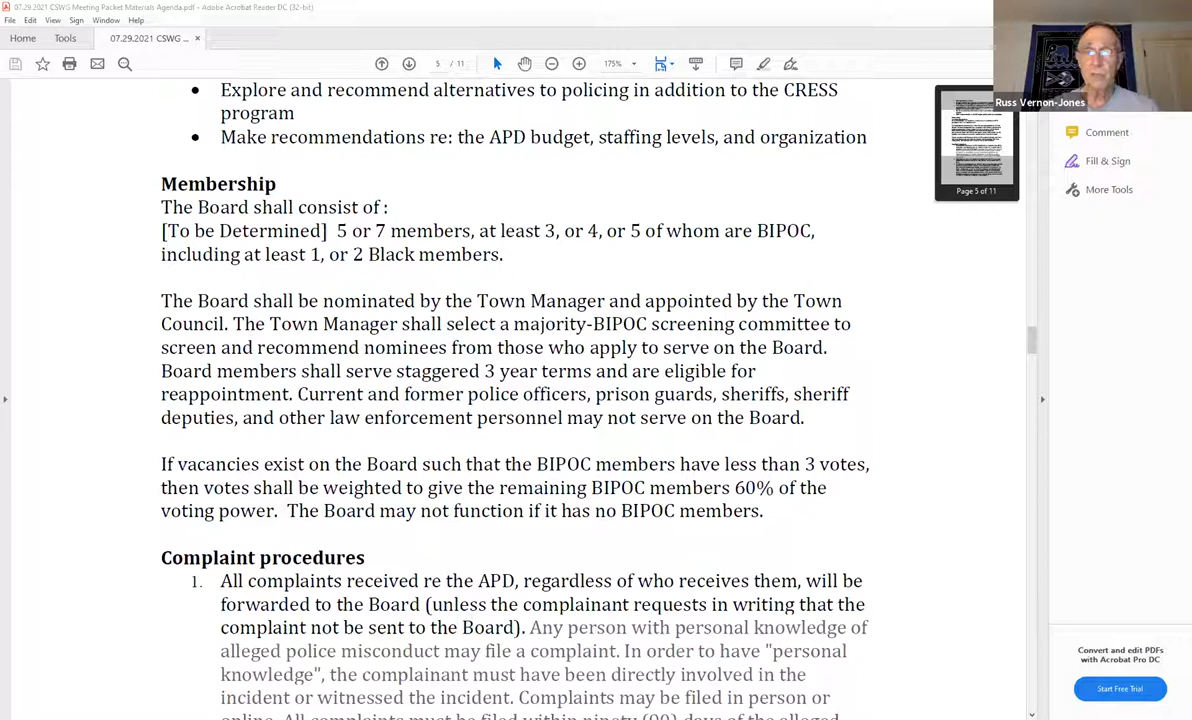 07.29.2021 CSWG Meeting Packet Materials Agenda.pdf - Adobe Acrobat Reader DC (32-bit)
File Edit View Sign Window Help
Home Tools 07.29.2021 CSWG ... ×
5 / 11 175%
Explore and recommend alternatives to policing in addition to the CRESS
program
Make recommendations re: the APD budget, staffing levels, and organization
Membership
The Board shall consist of :
[To be Determined] 5 or 7 members, at least 3, or 4, or 5 of whom are BIPOC,
including at least 1, or 2 Black members.
The Board shall be nominated by the Town Manager and appointed by the Town
Council. The Town Manager shall select a majority-BIPOC screening committee to
screen and recommend nominees from those who apply to serve on the Board.
Board members shall serve staggered 3 year terms and are eligible for
reappointment. Current and former police officers, prison guards, sheriffs, sheriff
deputies, and other law enforcement personnel may not serve on the Board.
If vacancies exist on the Board such that the BIPOC members have less than 3 votes,
then votes shall be weighted to give the remaining BIPOC members 60% of the
voting power. The Board may not function if it has no BIPOC members.
Complaint procedures
1. All complaints received re the APD, regardless of who receives them, will be
forwarded to the Board (unless the complainant requests in writing that the
complaint not be sent to the Board). Any person with personal knowledge of
alleged police misconduct may file a complaint. In order to have "personal
knowledge", the complainant must have been directly involved in the
incident or witnessed the incident. Complaints may be filed in person or
online. All complaints must be filed within ninety (90) days of the alleged
Russ Vernon-Jones
Page 5 of 11
Comment
Fill & Sign
More Tools
Convert and edit PDFs
with Acrobat Pro DC
Start Free Trial